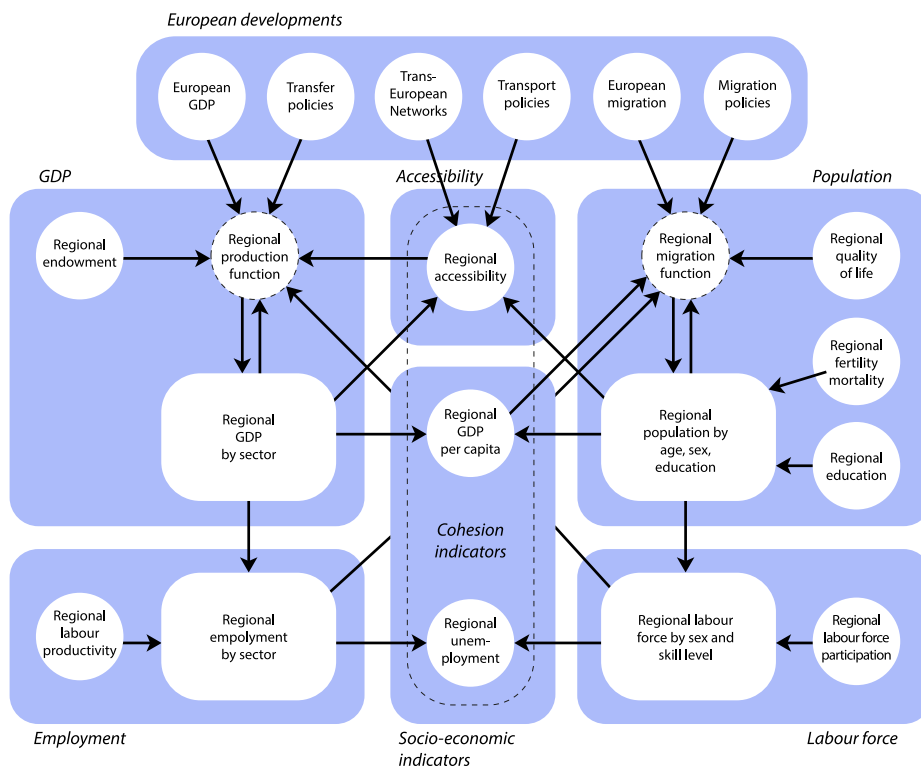 European developments
European
GDP
Transfer
policies
Trans-
European
Networks
Transport
policies
European
migration
Migration
policies
GDP
Accessibility
Population
Regional
endowment
Regional
production
function
Regional
accessibility
Regional
migration
function
Regional
quality
of life
Regional
fertility
mortality
Regional
GDP
by sector
Regional
GDP
per capita
Regional
population by
age, sex,
education
Regional
education
Cohesion
indicators
Regional
labour
productivity
Regional
empolyment
by sector
Regional
unem-
ployment
Regional labour
force by sex and
skill level
Regional
labour force
participation
Employment
Socio-economic
indicators
Labour force